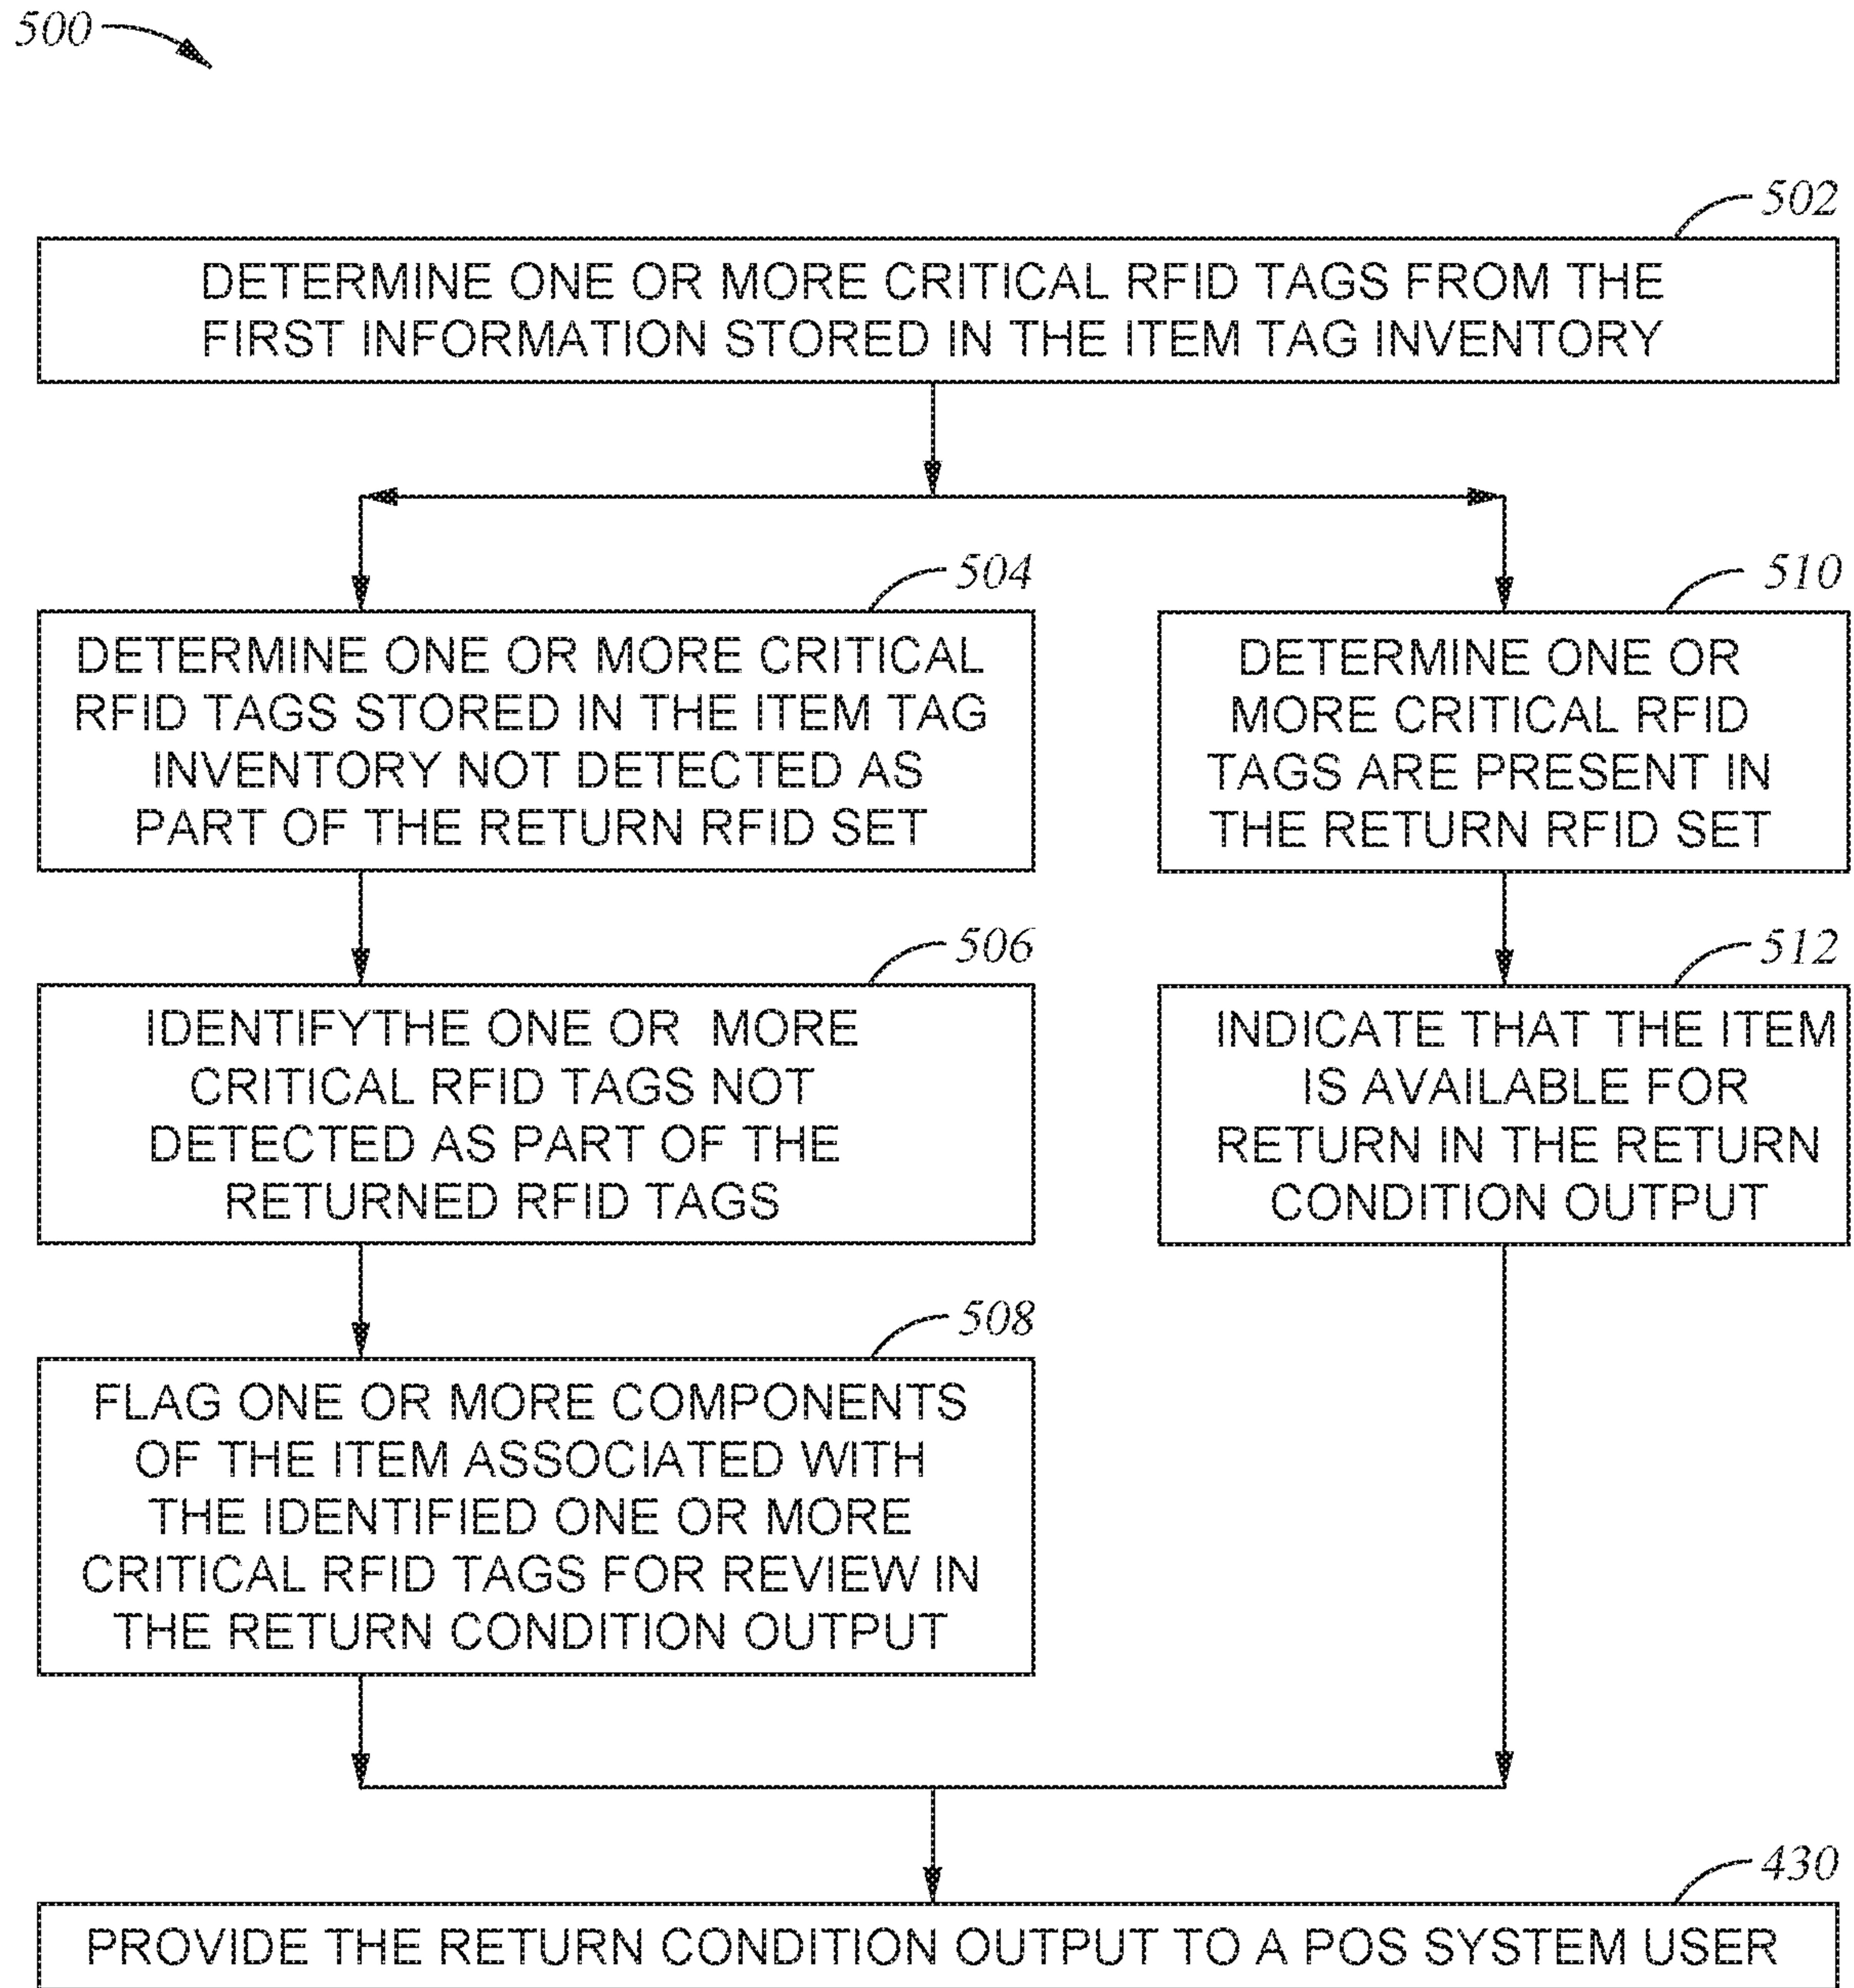 500
502
DETERMINE ONE OR MORE CRITICAL RFID TAGS FROM THE
FIRST INFORMATION STORED IN THE ITEM TAG INVENTORY
504
DETERMINE ONE OR MORE CRITICAL
RFID TAGS STORED IN THE ITEM TAG
INVENTORY NOT DETECTED AS
PART OF THE RETURN RFID SET
506
IDENTIFYTHE ONE OR MORE
CRITICAL RFID TAGS NOT
DETECTED AS PART OF THE
RETURNED RFID TAGS
508
FLAG ONE OR MORE COMPONENTS
OF THE ITEM ASSOCIATED WITH
THE IDENTIFIED ONE OR MORE
CRITICAL RFID TAGS FOR REVIEW IN
THE RETURN CONDITION OUTPUT
510
DETERMINE ONE OR
MORE CRITICAL RFID
TAGS ARE PRESENT IN
THE RETURN RFID SET
512
INDICATE THAT THE ITEM
IS AVAILABLE FOR
RETURN IN THE RETURN
CONDITION OUTPUT
430
PROVIDE THE RETURN CONDITION OUTPUT TO A POS SYSTEM USER